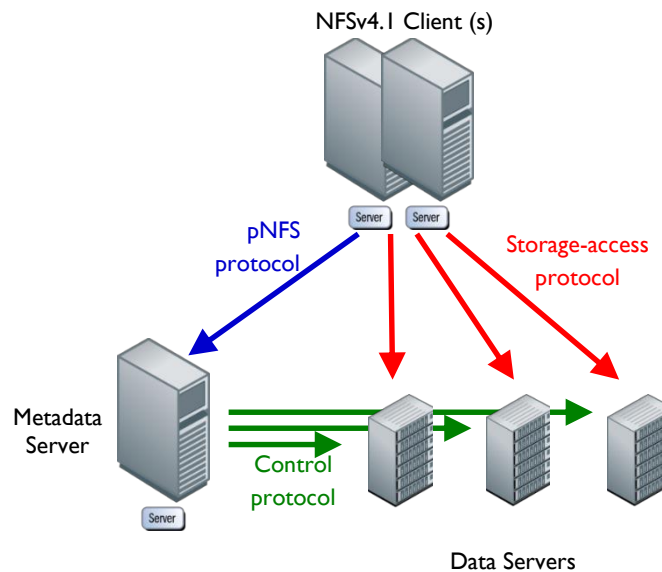 NFSv4.1 Client (s)
Server
Server
pNFS
protocol
Storage-access
protocol
Metadata
Server
Control
protocol
Server
Data Servers